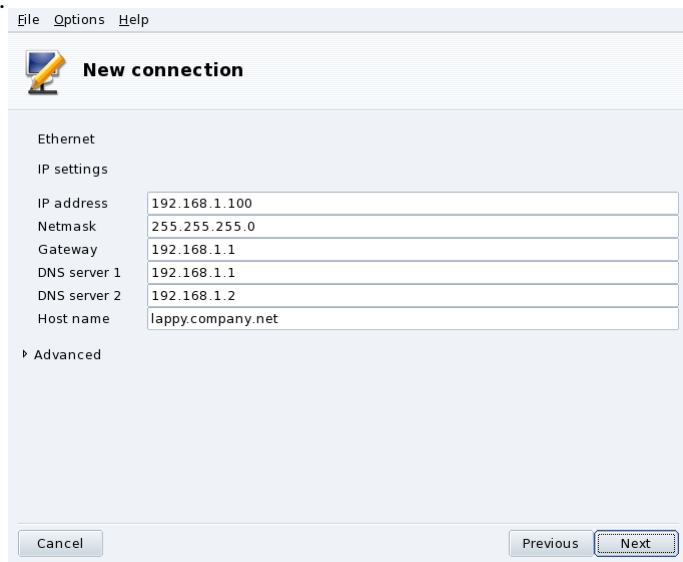 File Options Help
New connection
Ethernet
IP settings
IP address 192.168.1.100
Netmask 255.255.255.0
Gateway 192.168.1.1
DNS server 1 192.168.1.1
DNS server 2 192.168.1.2
Host name lappy.company.net
Advanced
Cancel Previous Next